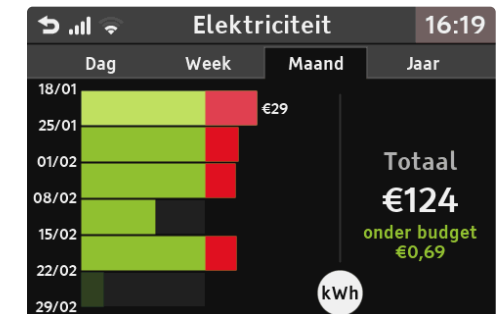 Elektriciteit 16:19
Dag Week Maand Jaar
18/01
€29
25/01
01/02
08/02
15/02
22/02
29/02
Totaal
€124
onder budget
€0,69
kWh